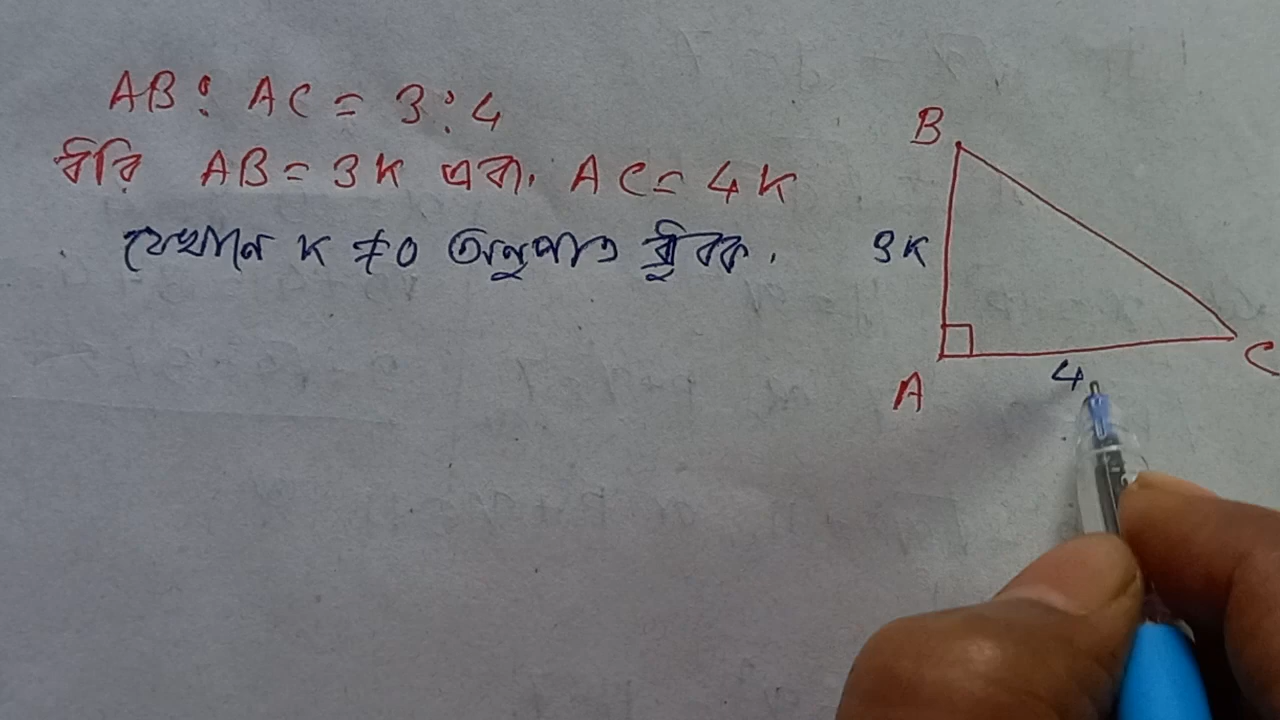 AB : AC = 3 : 4
ধরি AB = 3K এবং AC = 4K
যেখানে K ≠ 0 অনুপাত ধ্রুবক.
B
3K
4
A
C